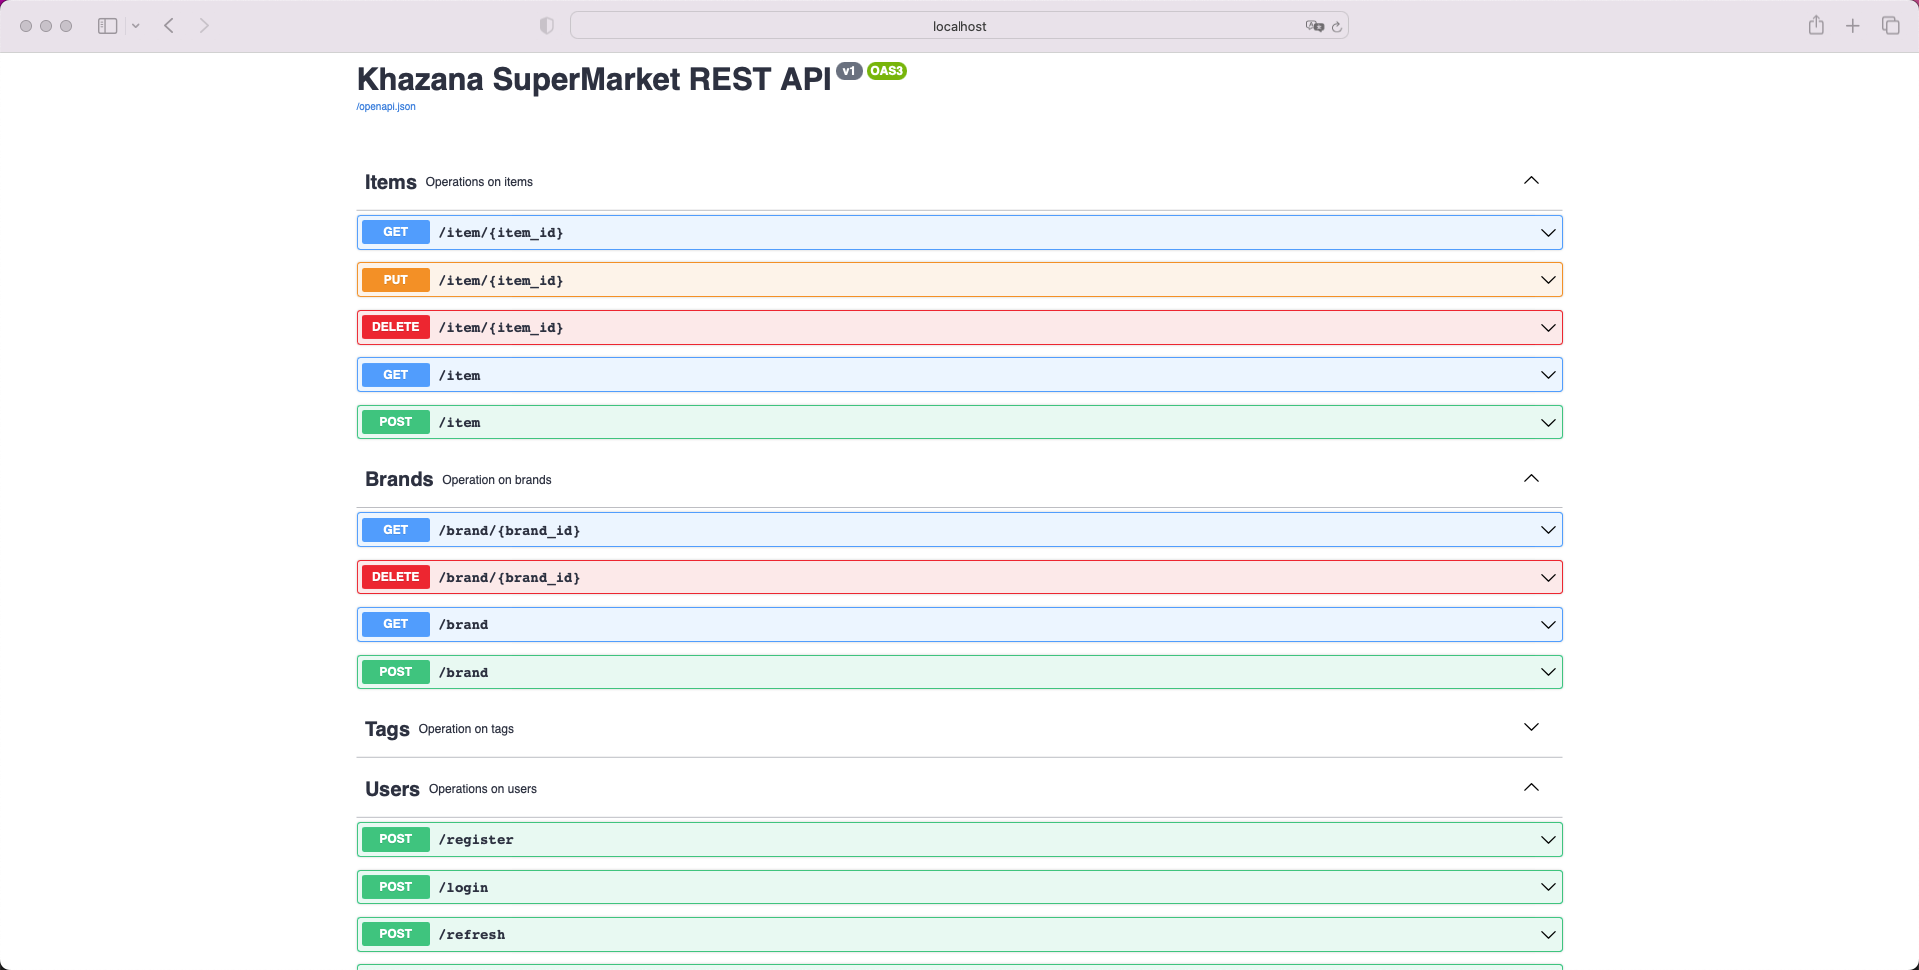 localhost
Khazana SuperMarket REST API v1 OAS3
/openapi.json
Items Operations on items
GET /item/{item_id}
PUT /item/{item_id}
DELETE /item/{item_id}
GET /item
POST /item
Brands Operation on brands
GET /brand/{brand_id}
DELETE /brand/{brand_id}
GET /brand
POST /brand
Tags Operation on tags
Users Operations on users
POST /register
POST /login
POST /refresh